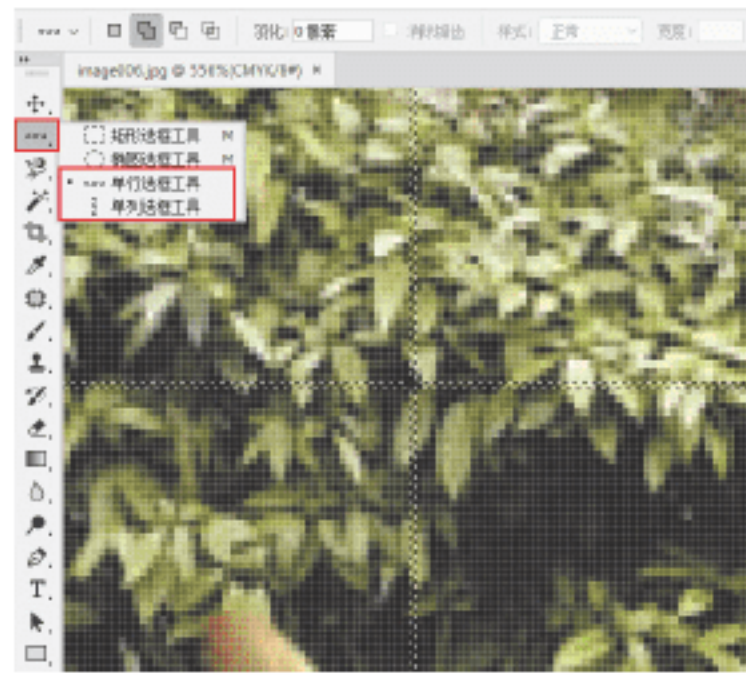 羽化: 0 像素 消除锯齿 样式: 正常 宽度:
image006.jpg @ 556%(CMYK/8#) ×
矩形选框工具 M
椭圆选框工具 M
单行选框工具
单列选框工具
T